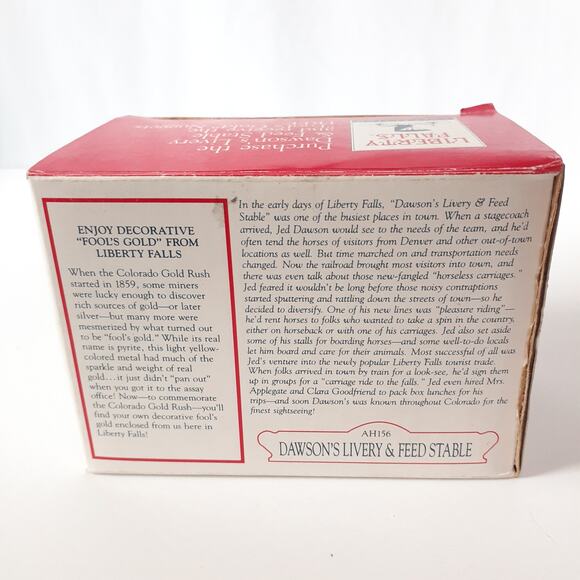 LIBERTY
FALLS
Purchase the
Dawson's Livery
& Feed Stable
ENJOY DECORATIVE
"FOOL'S GOLD" FROM
LIBERTY FALLS
When the Colorado Gold Rush
started in 1859, some miners
were lucky enough to discover
rich sources of gold—or later
silver—but many more were
mesmerized by what turned out
to be "fool's gold." While its real
name is pyrite, this light yellow-
colored metal had much of the
sparkle and weight of real
gold...it just didn't "pan out"
when you got it to the assay
office! Now—to commemorate
the Colorado Gold Rush—you'll
find your own decorative fool's
gold enclosed from us here in
Liberty Falls!
In the early days of Liberty Falls, "Dawson's Livery & Feed
Stable" was one of the busiest places in town. When a stagecoach
arrived, Jed Dawson would see to the needs of the team, and he'd
often tend the horses of visitors from Denver and other out-of-town
locations as well. But time marched on and transportation needs
changed. Now the railroad brought most visitors into town, and
there was even talk about those new-fangled "horseless carriages."
Jed feared it wouldn't be long before those noisy contraptions
started sputtering and rattling down the streets of town—so he
decided to diversify. One of his new lines was "pleasure riding"—
he'd rent horses to folks who wanted to take a spin in the country,
either on horseback or with one of his carriages. Jed also set aside
some of his stalls for boarding horses—and some well-to-do locals
let him board and care for their animals. Most successful of all was
Jed's venture into the newly popular Liberty Falls tourist trade.
When folks arrived in town by train for a look-see, he'd sign them
up in groups for a "carriage ride to the falls." Jed even hired Mrs.
Applegate and Clara Goodfriend to pack box lunches for his
trips—and soon Dawson's was known throughout Colorado for the
finest sightseeing!
AH156
DAWSON'S LIVERY & FEED STABLE